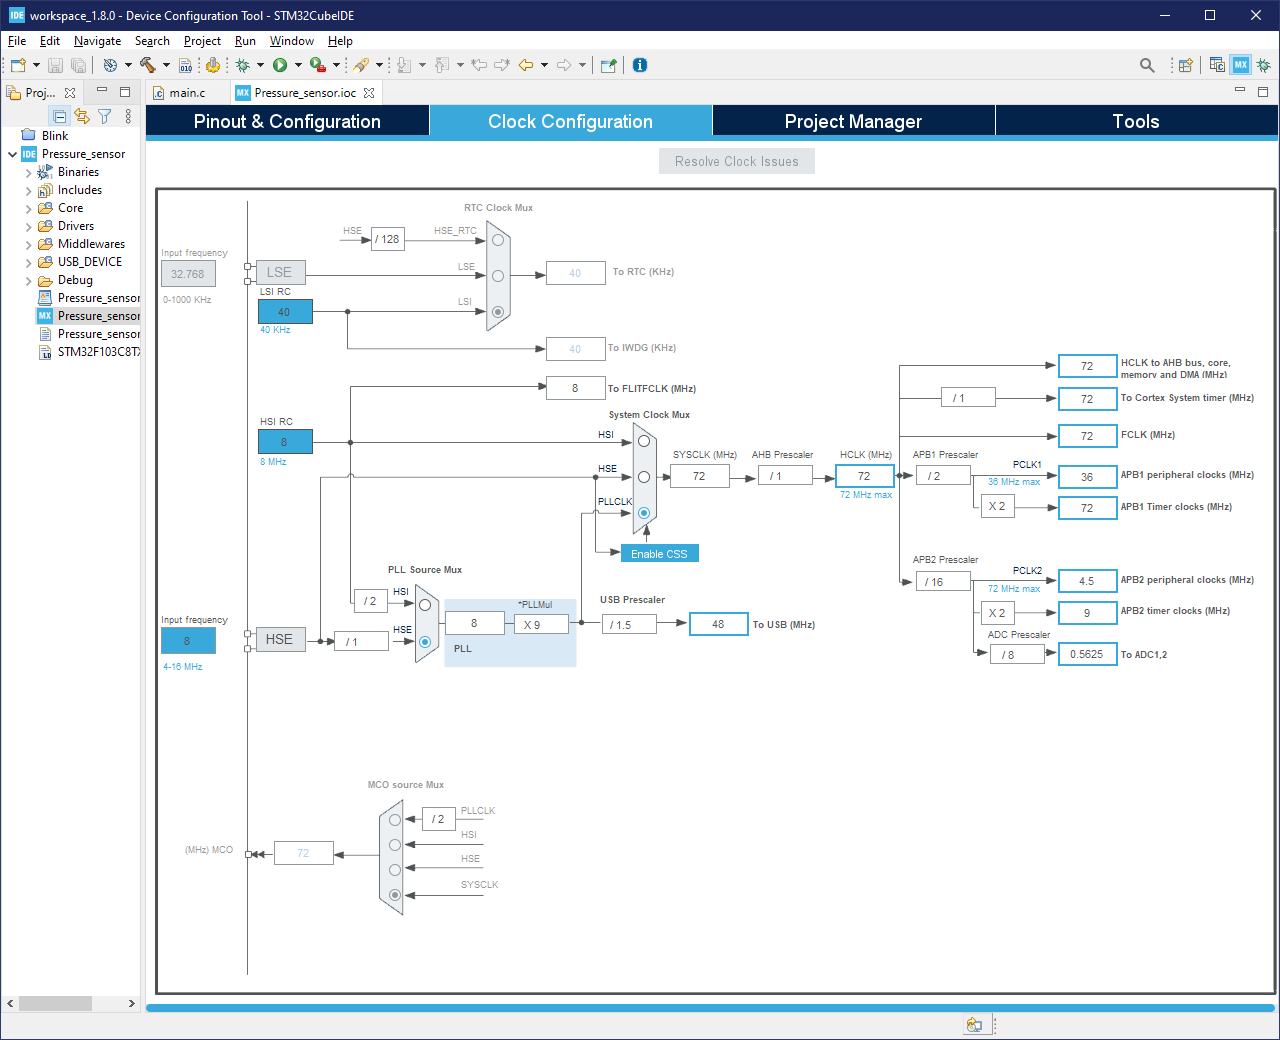 IDE workspace_1.8.0 - Device Configuration Tool - STM32CubeIDE
File Edit Navigate Search Project Run Window Help
010
MX
Proj...
main.c
MX Pressure_sensor.ioc
Blink
IDE Pressure_sensor
Binaries
Includes
Core
Drivers
Middlewares
USB_DEVICE
Debug
Pressure_sensor
MX Pressure_sensor
Pressure_sensor
STM32F103C8T
Pinout & Configuration
Clock Configuration
Project Manager
Tools
Resolve Clock Issues
RTC Clock Mux
HSE
/ 128
HSE_RTC
Input frequency
32.768
0-1000 KHz
LSE
LSE
40
To RTC (KHz)
LSI RC
40
40 KHz
LSI
40
To IWDG (KHz)
8
To FLITFCLK (MHz)
HSI RC
8
8 MHz
System Clock Mux
HSI
HSE
PLLCLK
Enable CSS
SYSCLK (MHz)
72
AHB Prescaler
/ 1
HCLK (MHz)
72
72 MHz max
72
HCLK to AHB bus, core,
memory and DMA (MHz)
/ 1
72
To Cortex System timer (MHz)
72
FCLK (MHz)
APB1 Prescaler
/ 2
PCLK1
36 MHz max
36
APB1 peripheral clocks (MHz)
X 2
72
APB1 Timer clocks (MHz)
APB2 Prescaler
/ 16
PCLK2
72 MHz max
4.5
APB2 peripheral clocks (MHz)
X 2
9
APB2 timer clocks (MHz)
ADC Prescaler
/ 8
0.5625
To ADC1,2
PLL Source Mux
/ 2
HSI
Input frequency
8
4-16 MHz
HSE
/ 1
HSE
8
*PLLMul
X 9
PLL
USB Prescaler
/ 1.5
48
To USB (MHz)
MCO source Mux
/ 2
PLLCLK
HSI
HSE
SYSCLK
(MHz) MCO
72